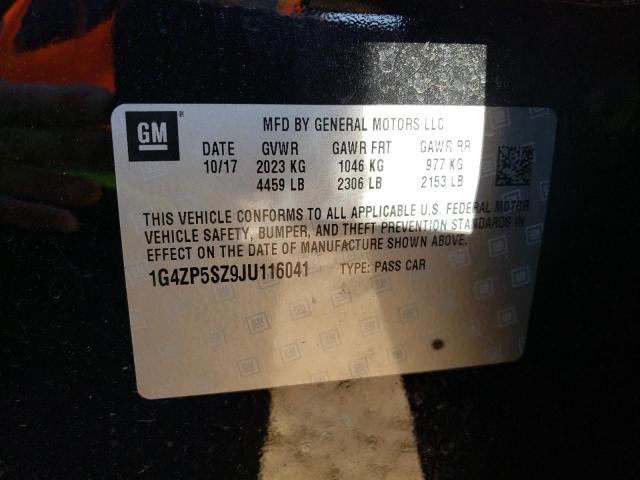 GM®
MFD BY GENERAL MOTORS LLC
DATE GVWR GAWR FRT GAWR RR
10/17 2023 KG 1046 KG 977 KG
4459 LB 2306 LB 2153 LB
THIS VEHICLE CONFORMS TO ALL APPLICABLE U.S. FEDERAL MOTOR
VEHICLE SAFETY, BUMPER, AND THEFT PREVENTION STANDARDS IN
EFFECT ON THE DATE OF MANUFACTURE SHOWN ABOVE.
1G4ZP5SZ9JU116041 TYPE: PASS CAR